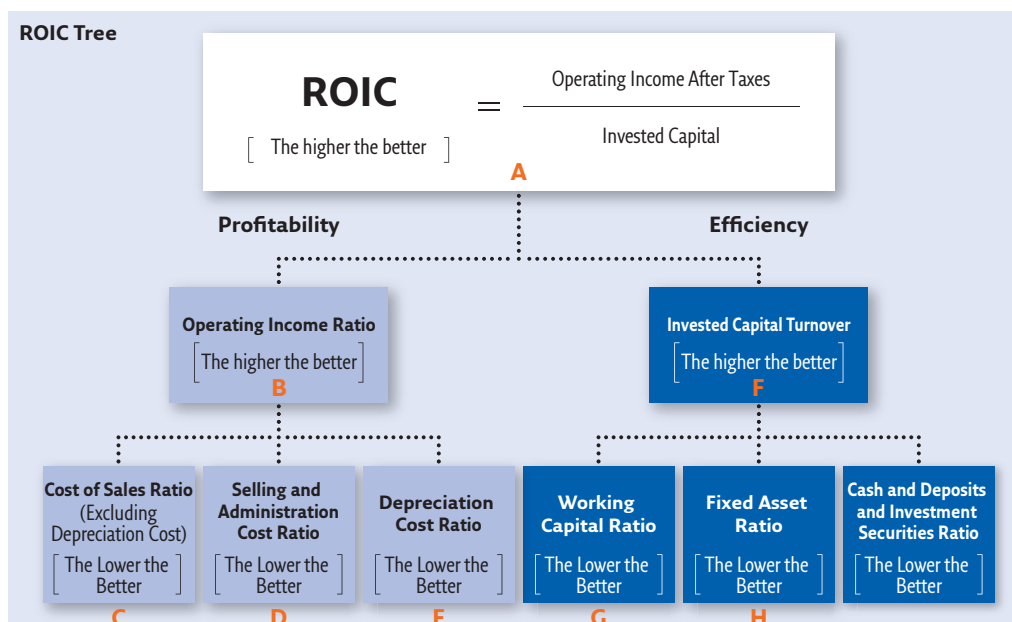 ROIC Tree
ROIC
[ The higher the better ]
=
Operating Income After Taxes
Invested Capital
A
Profitability
Efficiency
Operating Income Ratio
[The higher the better]
B
Invested Capital Turnover
[The higher the better]
F
Cost of Sales Ratio
(Excluding
Depreciation Cost)
[The Lower the
Better]
C
Selling and
Administration
Cost Ratio
[The Lower the
Better]
D
Depreciation
Cost Ratio
[The Lower the
Better]
E
Working
Capital Ratio
[The Lower the
Better]
G
Fixed Asset
Ratio
[The Lower the
Better]
H
Cash and Deposits
and Investment
Securities Ratio
[The Lower the
Better]